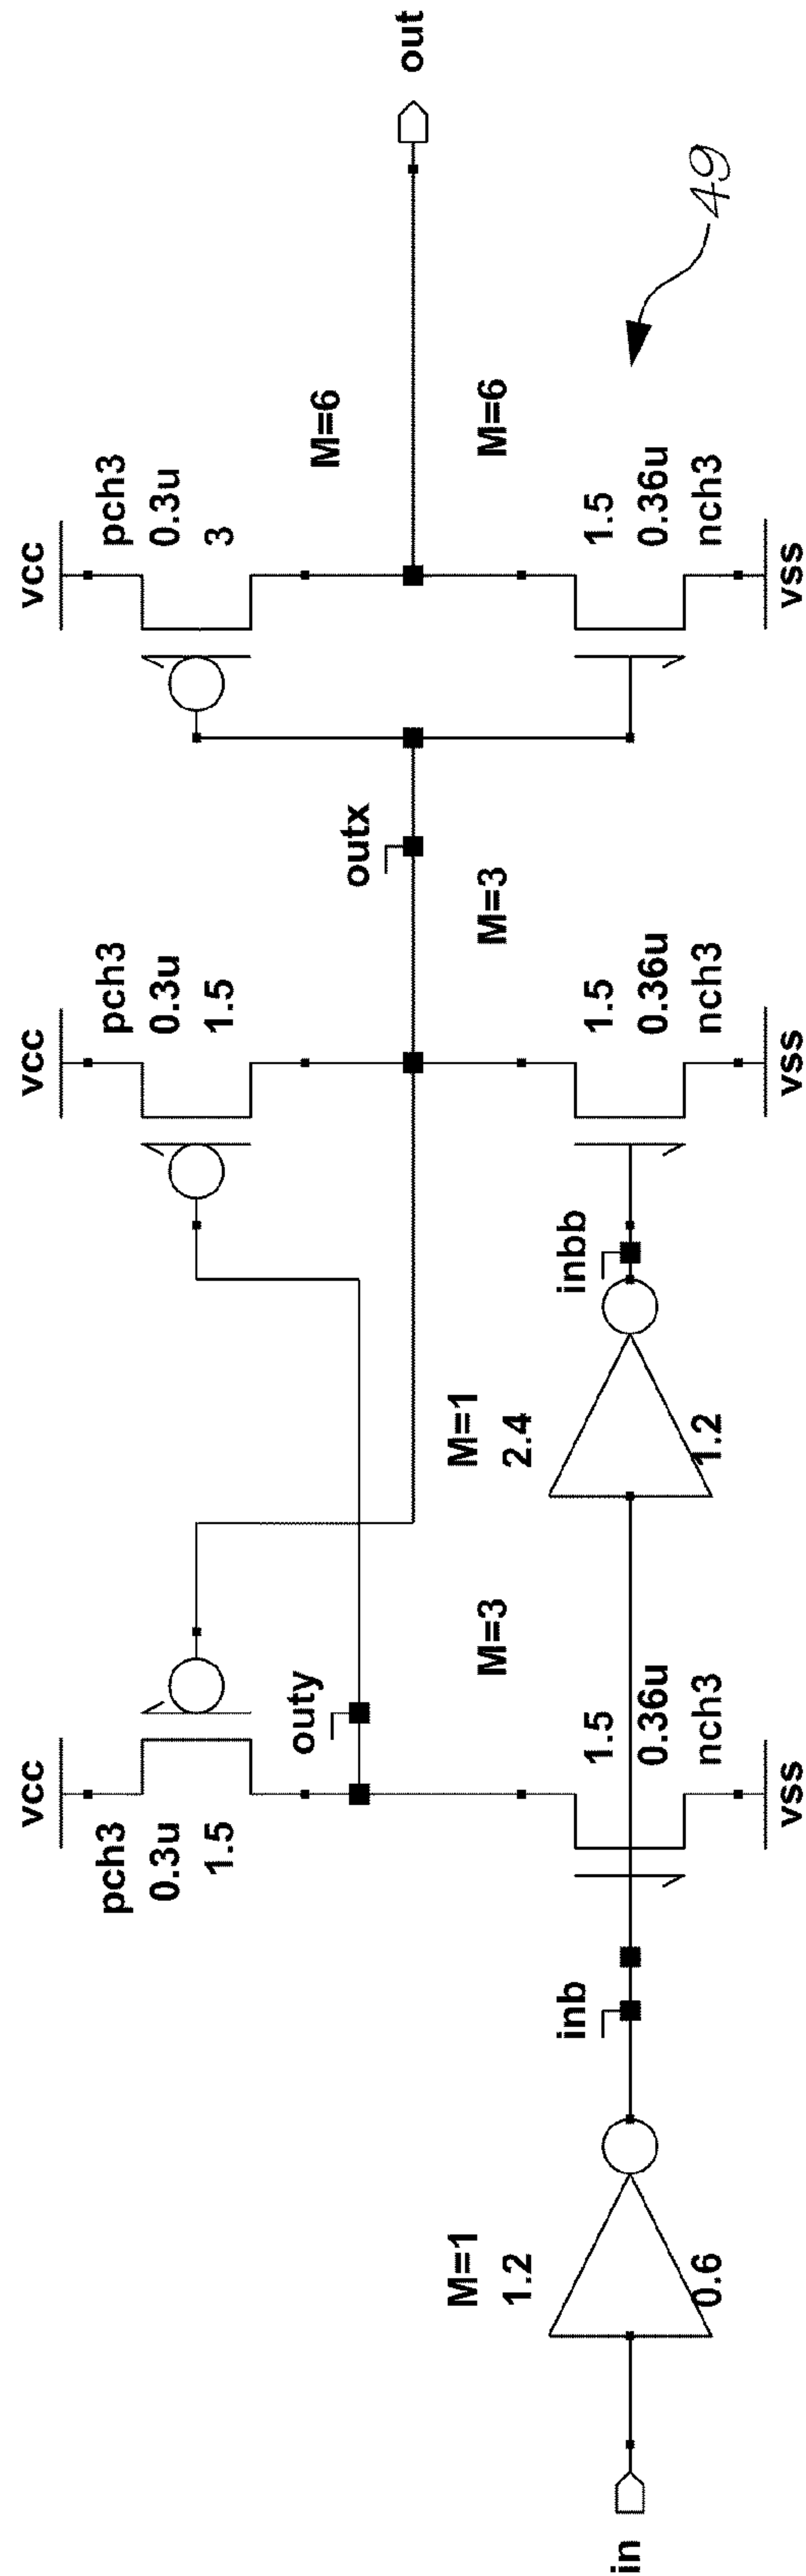 vcc
vcc
vcc
pch3
0.3u
1.5
pch3
0.3u
1.5
pch3
0.3u
3
outy
M=6
outx
out
M=1
1.2
M=3
M=1
2.4
M=3
M=6
inb
inbb
in
0.6
1.5
0.36u
nch3
1.2
1.5
0.36u
nch3
1.5
0.36u
nch3
49
vss
vss
vss